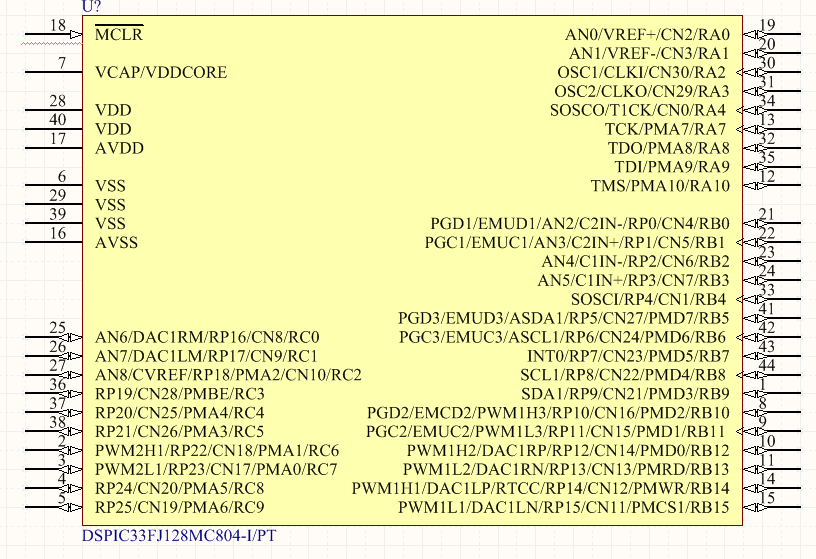 U?
18 MCLR AN0/VREF+/CN2/RA0 19
AN1/VREF-/CN3/RA1 20
7 VCAP/VDDCORE OSC1/CLKI/CN30/RA2 30
OSC2/CLKO/CN29/RA3 31
28 VDD SOSCO/T1CK/CN0/RA4 34
40 VDD TCK/PMA7/RA7 13
17 AVDD TDO/PMA8/RA8 32
TDI/PMA9/RA9 35
6 VSS TMS/PMA10/RA10 12
29 VSS
39 VSS PGD1/EMUD1/AN2/C2IN-/RP0/CN4/RB0 21
16 AVSS PGC1/EMUC1/AN3/C2IN+/RP1/CN5/RB1 22
AN4/C1IN-/RP2/CN6/RB2 23
AN5/C1IN+/RP3/CN7/RB3 24
SOSCI/RP4/CN1/RB4 33
PGD3/EMUD3/ASDA1/RP5/CN27/PMD7/RB5 41
25 AN6/DAC1RM/RP16/CN8/RC0 PGC3/EMUC3/ASCL1/RP6/CN24/PMD6/RB6 42
26 AN7/DAC1LM/RP17/CN9/RC1 INT0/RP7/CN23/PMD5/RB7 43
27 AN8/CVREF/RP18/PMA2/CN10/RC2 SCL1/RP8/CN22/PMD4/RB8 44
36 RP19/CN28/PMBE/RC3 SDA1/RP9/CN21/PMD3/RB9 1
37 RP20/CN25/PMA4/RC4 PGD2/EMCD2/PWM1H3/RP10/CN16/PMD2/RB10 8
38 RP21/CN26/PMA3/RC5 PGC2/EMUC2/PWM1L3/RP11/CN15/PMD1/RB11 9
2 PWM2H1/RP22/CN18/PMA1/RC6 PWM1H2/DAC1RP/RP12/CN14/PMD0/RB12 10
3 PWM2L1/RP23/CN17/PMA0/RC7 PWM1L2/DAC1RN/RP13/CN13/PMRD/RB13 11
4 RP24/CN20/PMA5/RC8 PWM1H1/DAC1LP/RTCC/RP14/CN12/PMWR/RB14 14
5 RP25/CN19/PMA6/RC9 PWM1L1/DAC1LN/RP15/CN11/PMCS1/RB15 15
DSPIC33FJ128MC804-I/PT